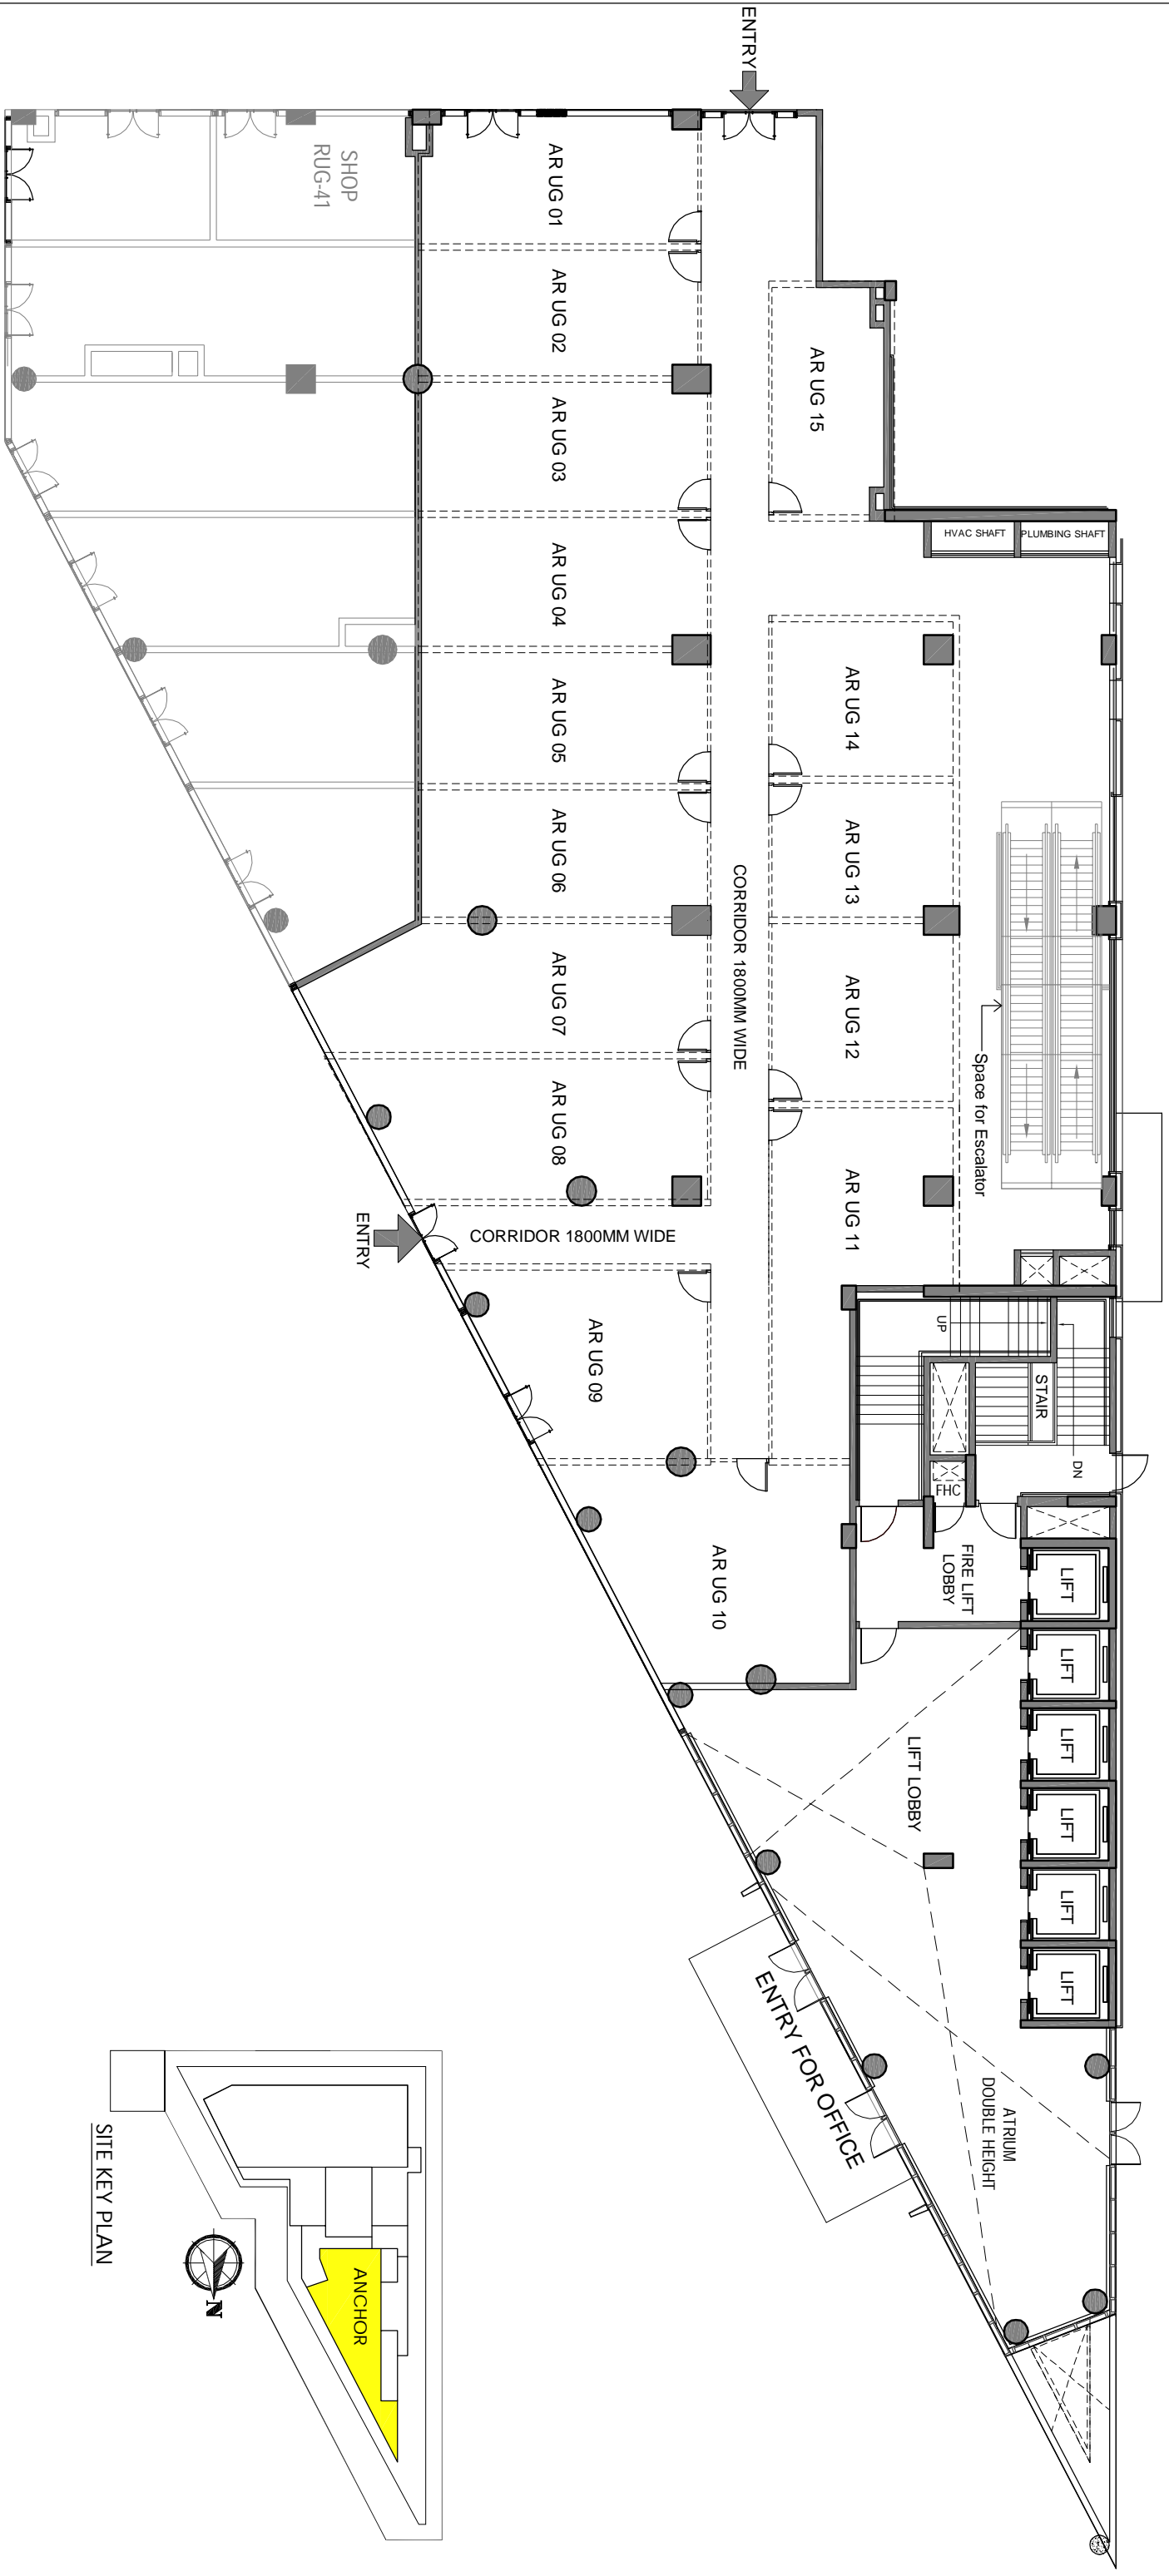 ENTRY
SHOP
RUG-41
AR UG 01
AR UG 02
AR UG 03
AR UG 04
AR UG 05
AR UG 06
AR UG 07
AR UG 08
AR UG 09
AR UG 10
AR UG 15
AR UG 14
AR UG 13
AR UG 12
AR UG 11
HVAC SHAFT
PLUMBING SHAFT
CORRIDOR 1800MM WIDE
CORRIDOR 1800MM WIDE
ENTRY
Space for Escalator
UP
STAIR
DN
FHC
FIRE LIFT
LOBBY
LIFT
LIFT
LIFT
LIFT
LIFT
LIFT
LIFT LOBBY
ENTRY FOR OFFICE
ATRIUM
DOUBLE HEIGHT
ANCHOR
N
SITE KEY PLAN